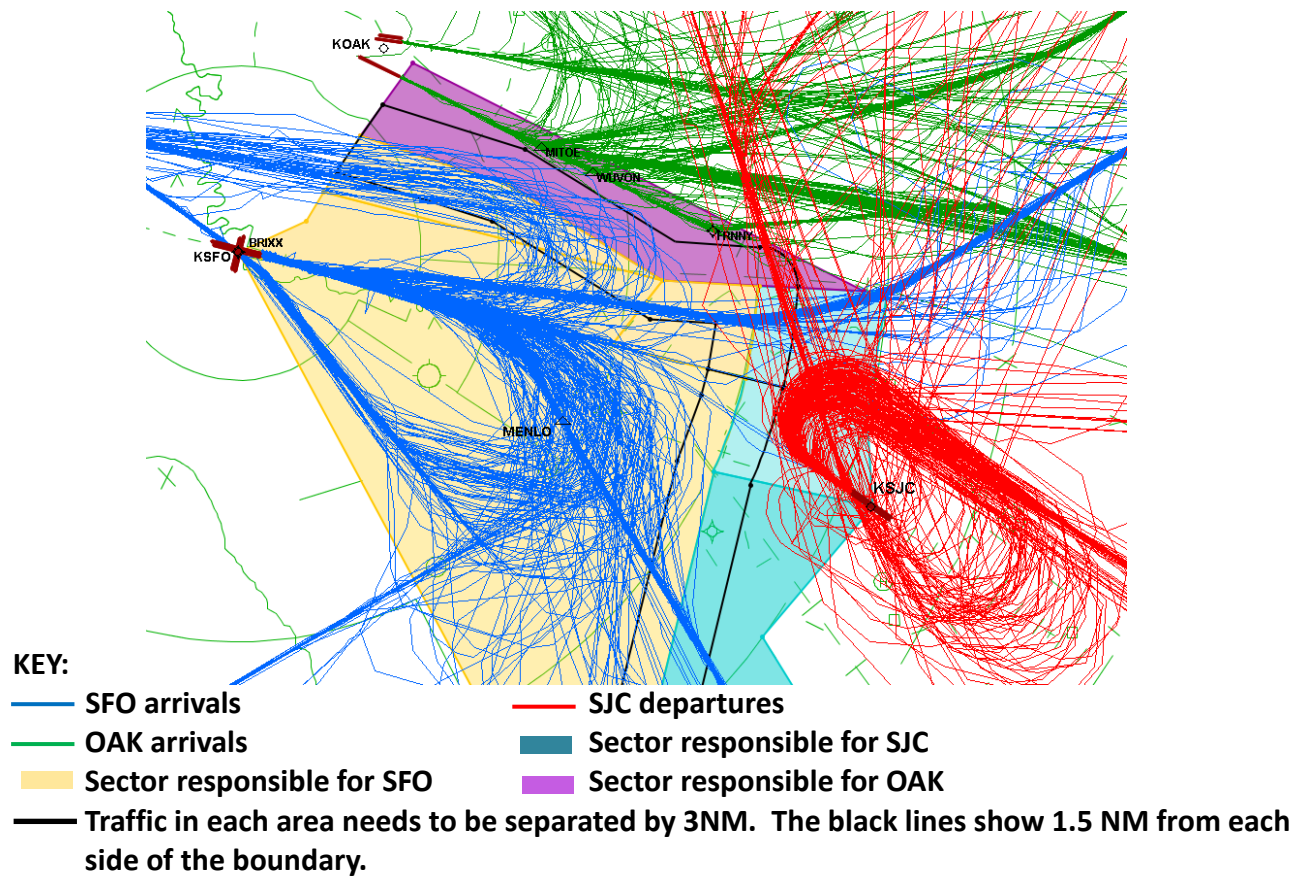 KOAK
MITOE
WUVON
BRIXX
KSFO
TRNNY
MENLO
KSJC
KEY:
SFO arrivals
SJC departures
OAK arrivals
Sector responsible for SJC
Sector responsible for SFO
Sector responsible for OAK
Traffic in each area needs to be separated by 3NM. The black lines show 1.5 NM from each
side of the boundary.